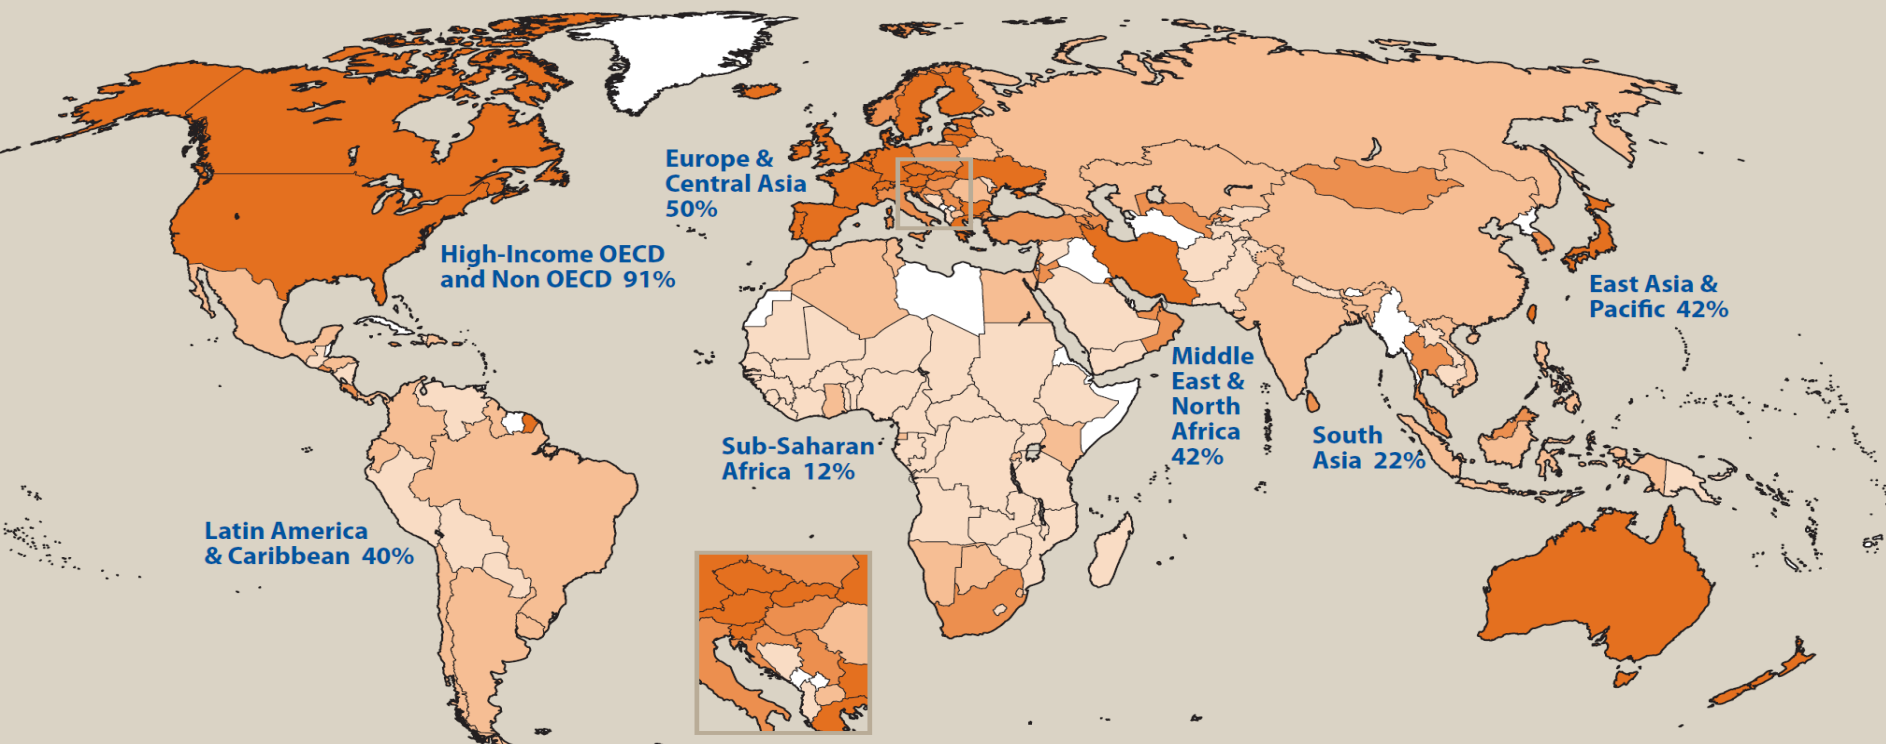 Europe &
Central Asia
50%
High-Income OECD
and Non OECD 91%
East Asia &
Pacific 42%
Middle
East &
North
Africa
42%
South
Asia 22%
Sub-Saharan
Africa 12%
Latin America
& Caribbean 40%